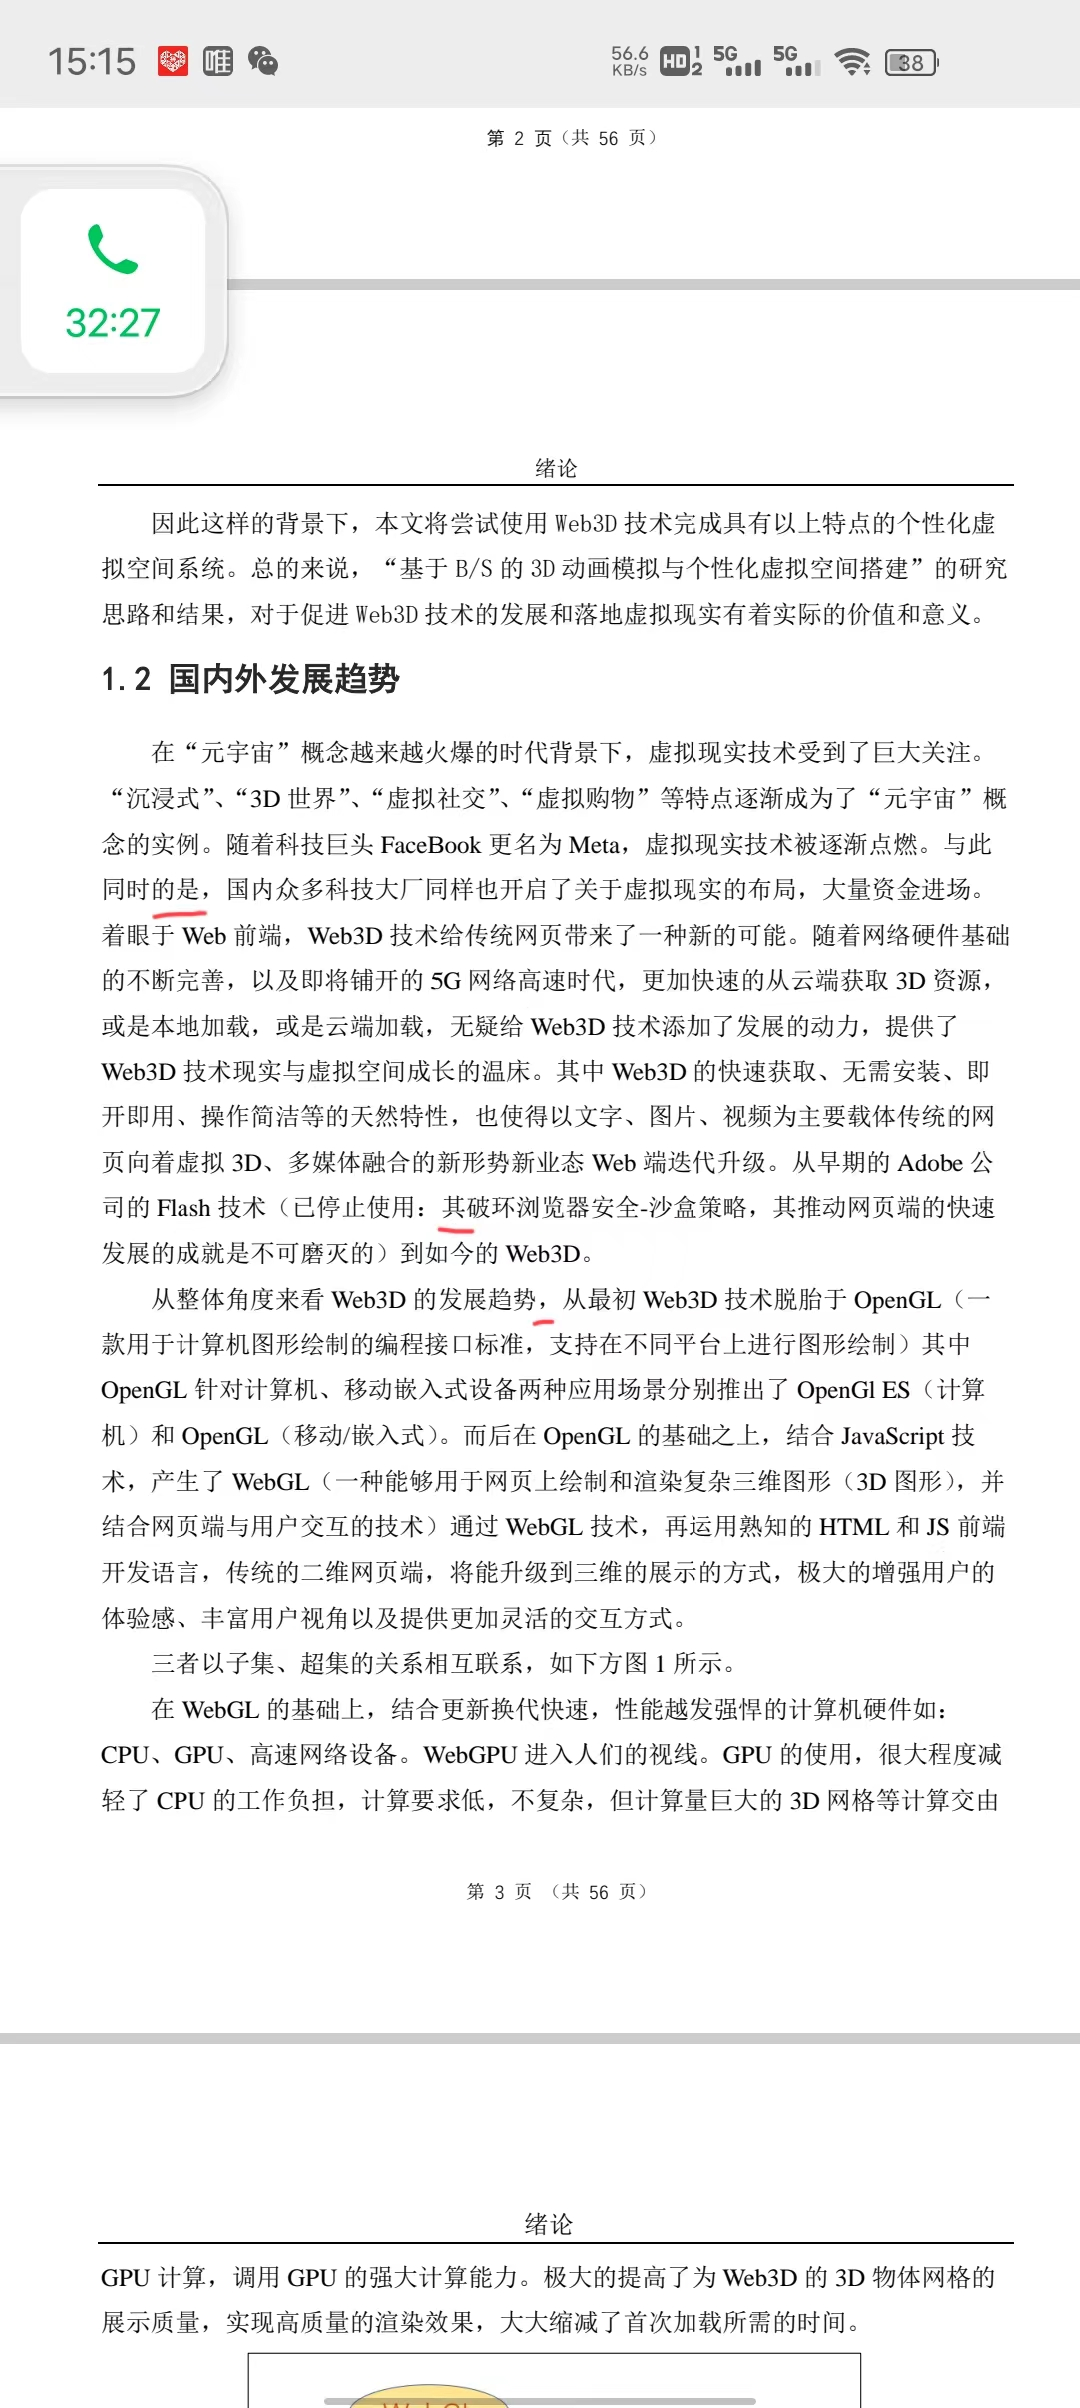 15:15
唯
56.6
KB/s
HD 1 2
5G
5G
38
第 2 页（共 56 页）
32:27
绪论
因此这样的背景下，本文将尝试使用 Web3D 技术完成具有以上特点的个性化虚
拟空间系统。总的来说，“基于 B/S 的 3D 动画模拟与个性化虚拟空间搭建”的研究
思路和结果，对于促进 Web3D 技术的发展和落地虚拟现实有着实际的价值和意义。
1.2 国内外发展趋势
在“元宇宙”概念越来越火爆的时代背景下，虚拟现实技术受到了巨大关注。
“沉浸式”、“3D 世界”、“虚拟社交”、“虚拟购物”等特点逐渐成为了“元宇宙”概
念的实例。随着科技巨头 FaceBook 更名为 Meta，虚拟现实技术被逐渐点燃。与此
同时的是，国内众多科技大厂同样也开启了关于虚拟现实的布局，大量资金进场。
着眼于 Web 前端，Web3D 技术给传统网页带来了一种新的可能。随着网络硬件基础
的不断完善，以及即将铺开的 5G 网络高速时代，更加快速的从云端获取 3D 资源，
或是本地加载，或是云端加载，无疑给 Web3D 技术添加了发展的动力，提供了
Web3D 技术现实与虚拟空间成长的温床。其中 Web3D 的快速获取、无需安装、即
开即用、操作简洁等的天然特性，也使得以文字、图片、视频为主要载体传统的网
页向着虚拟 3D、多媒体融合的新形势新业态 Web 端迭代升级。从早期的 Adobe 公
司的 Flash 技术（已停止使用：其破环浏览器安全-沙盒策略，其推动网页端的快速
发展的成就是不可磨灭的）到如今的 Web3D。
从整体角度来看 Web3D 的发展趋势，从最初 Web3D 技术脱胎于 OpenGL（一
款用于计算机图形绘制的编程接口标准，支持在不同平台上进行图形绘制）其中
OpenGL 针对计算机、移动嵌入式设备两种应用场景分别推出了 OpenGl ES（计算
机）和 OpenGL（移动/嵌入式）。而后在 OpenGL 的基础之上，结合 JavaScript 技
术，产生了 WebGL（一种能够用于网页上绘制和渲染复杂三维图形（3D 图形），并
结合网页端与用户交互的技术）通过 WebGL 技术，再运用熟知的 HTML 和 JS 前端
开发语言，传统的二维网页端，将能升级到三维的展示的方式，极大的增强用户的
体验感、丰富用户视角以及提供更加灵活的交互方式。
三者以子集、超集的关系相互联系，如下方图 1 所示。
在 WebGL 的基础上，结合更新换代快速，性能越发强悍的计算机硬件如：
CPU、GPU、高速网络设备。WebGPU 进入人们的视线。GPU 的使用，很大程度减
轻了 CPU 的工作负担，计算要求低，不复杂，但计算量巨大的 3D 网格等计算交由
第 3 页 （共 56 页）
绪论
GPU 计算，调用 GPU 的强大计算能力。极大的提高了为 Web3D 的 3D 物体网格的
展示质量，实现高质量的渲染效果，大大缩减了首次加载所需的时间。